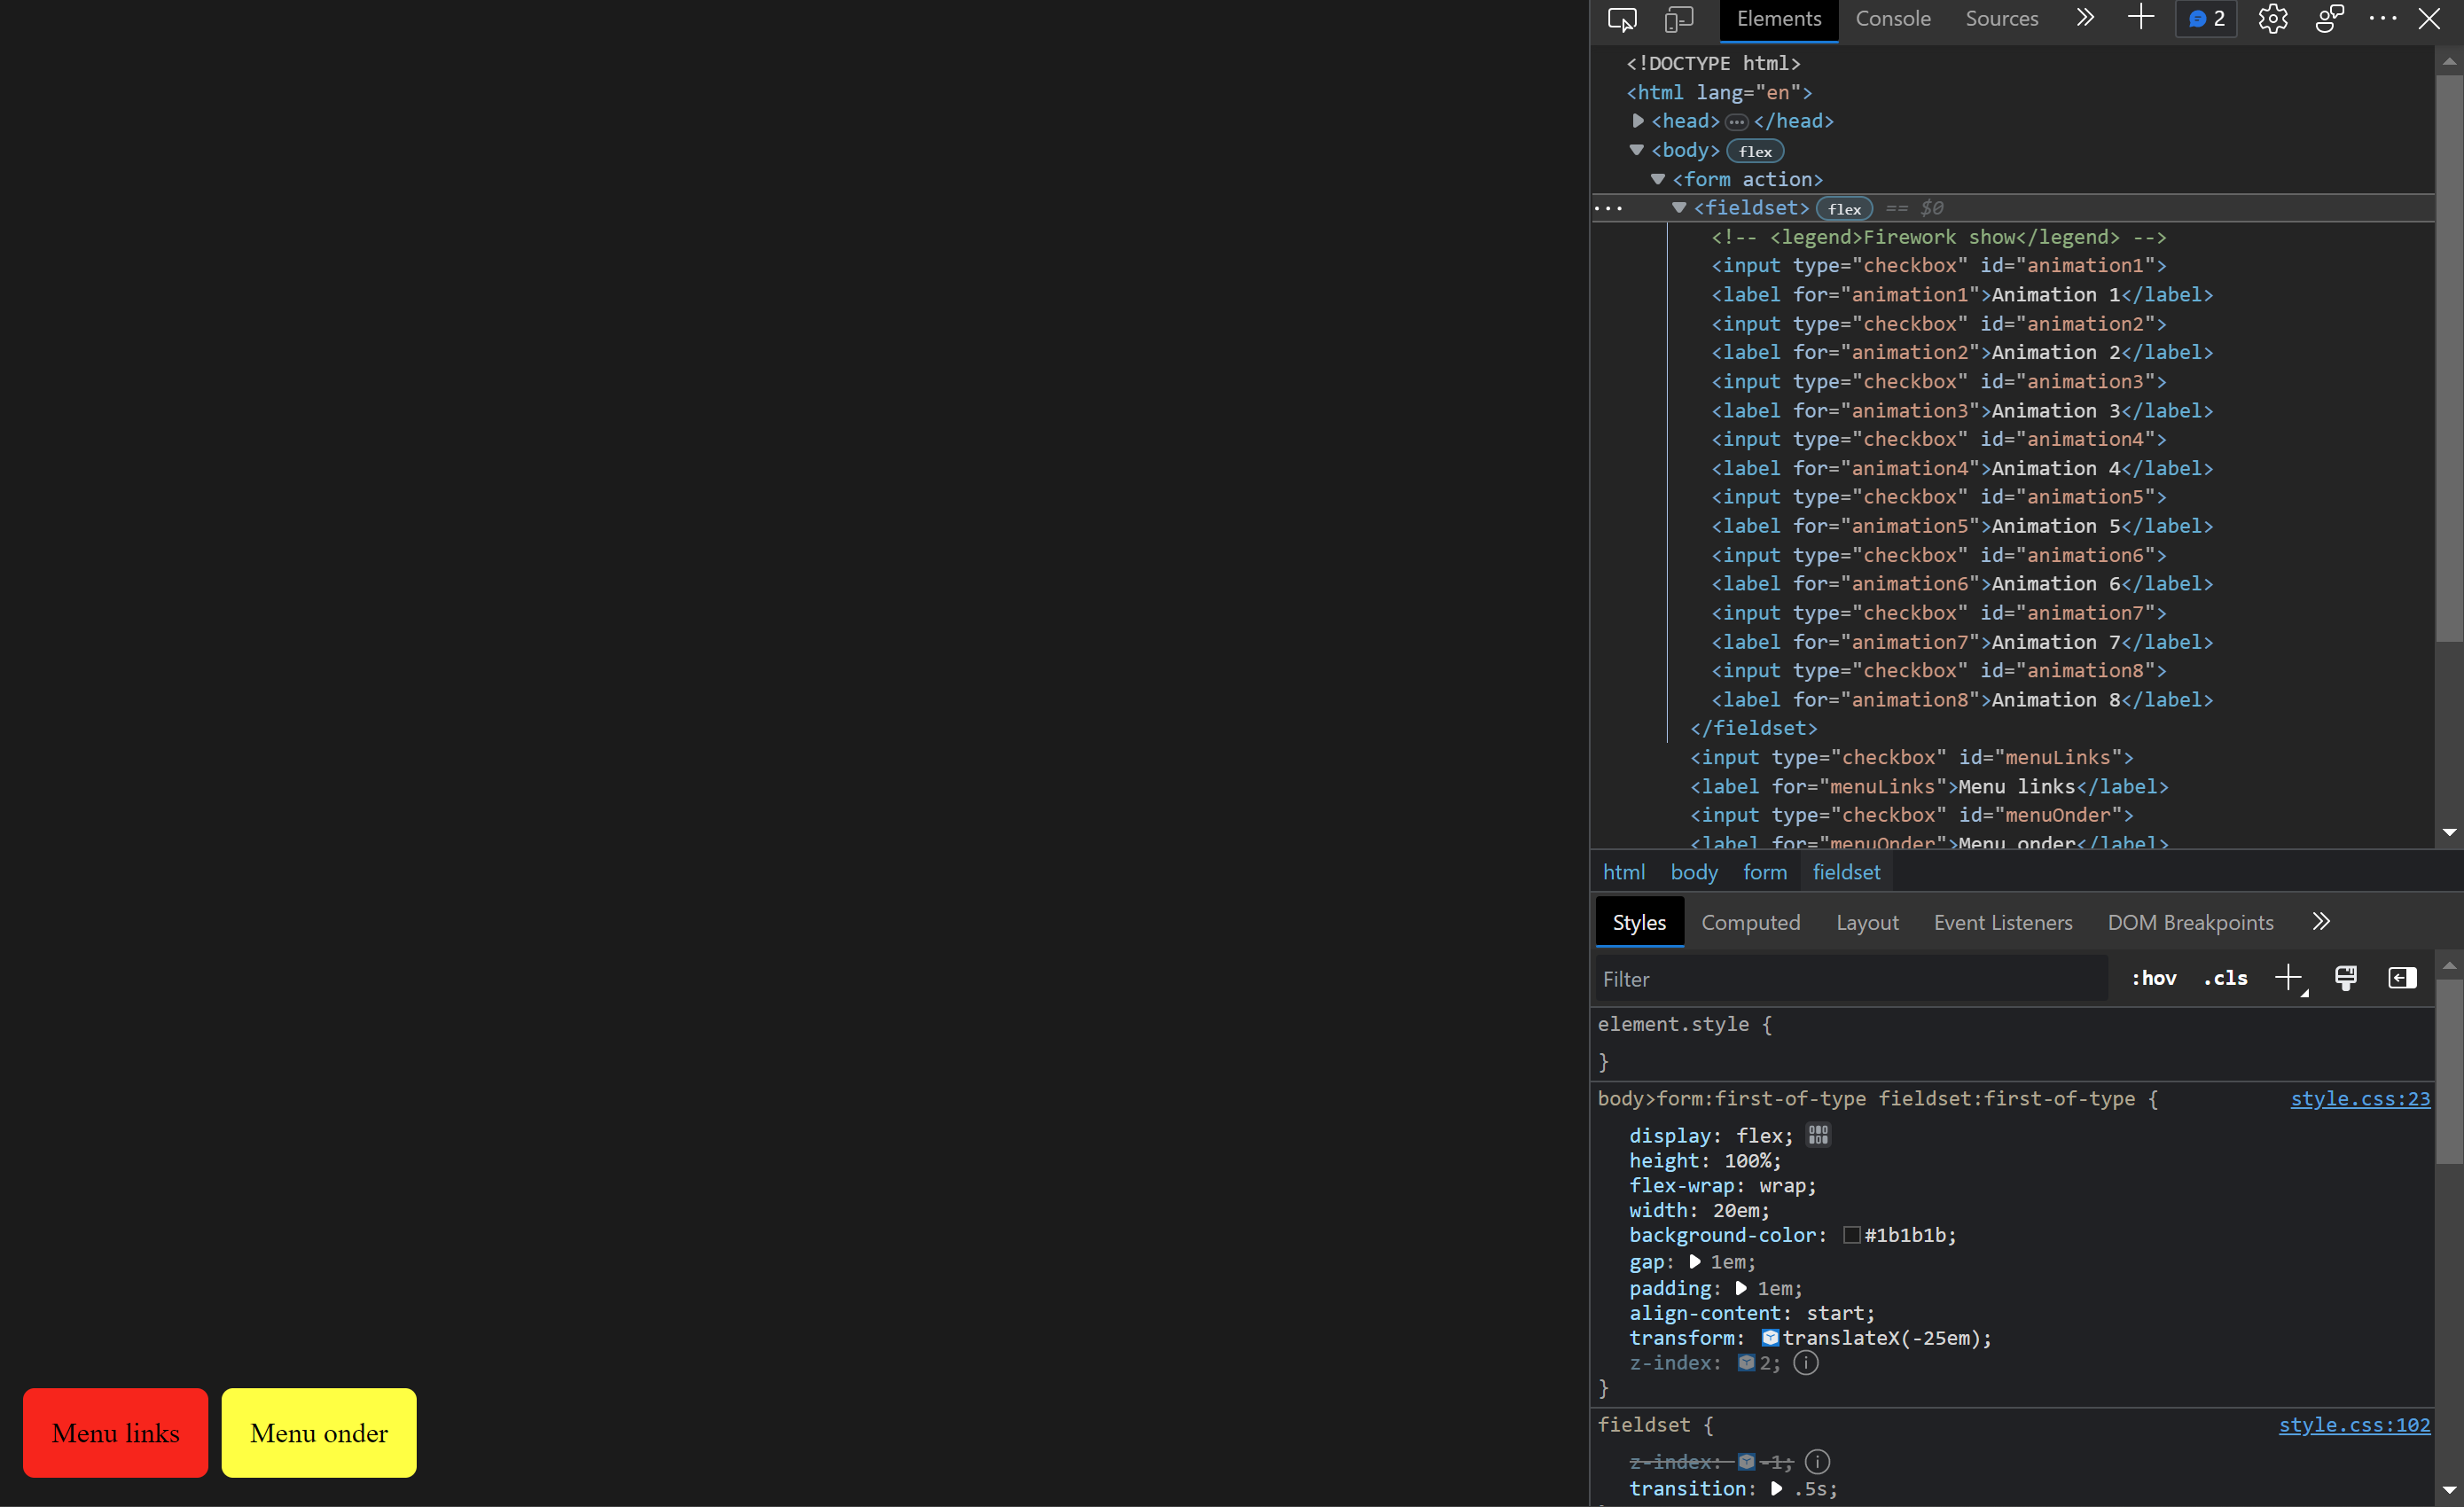 Menu links
Menu onder
Elements Console Sources 2
<!DOCTYPE html>
<html lang="en">
<head>…</head>
<body> flex
<form action>
… <fieldset> flex == $0
<!-- <legend>Firework show</legend> -->
<input type="checkbox" id="animation1">
<label for="animation1">Animation 1</label>
<input type="checkbox" id="animation2">
<label for="animation2">Animation 2</label>
<input type="checkbox" id="animation3">
<label for="animation3">Animation 3</label>
<input type="checkbox" id="animation4">
<label for="animation4">Animation 4</label>
<input type="checkbox" id="animation5">
<label for="animation5">Animation 5</label>
<input type="checkbox" id="animation6">
<label for="animation6">Animation 6</label>
<input type="checkbox" id="animation7">
<label for="animation7">Animation 7</label>
<input type="checkbox" id="animation8">
<label for="animation8">Animation 8</label>
</fieldset>
<input type="checkbox" id="menuLinks">
<label for="menuLinks">Menu links</label>
<input type="checkbox" id="menuOnder">
<label for="menuOnder">Menu onder</label>
html body form fieldset
Styles Computed Layout Event Listeners DOM Breakpoints
Filter :hov .cls
element.style {
}
body>form:first-of-type fieldset:first-of-type { style.css:23
display: flex;
height: 100%;
flex-wrap: wrap;
width: 20em;
background-color: #1b1b1b;
gap: 1em;
padding: 1em;
align-content: start;
transform: translateX(-25em);
z-index: 2;
}
fieldset { style.css:102
z-index: -1;
transition: .5s;